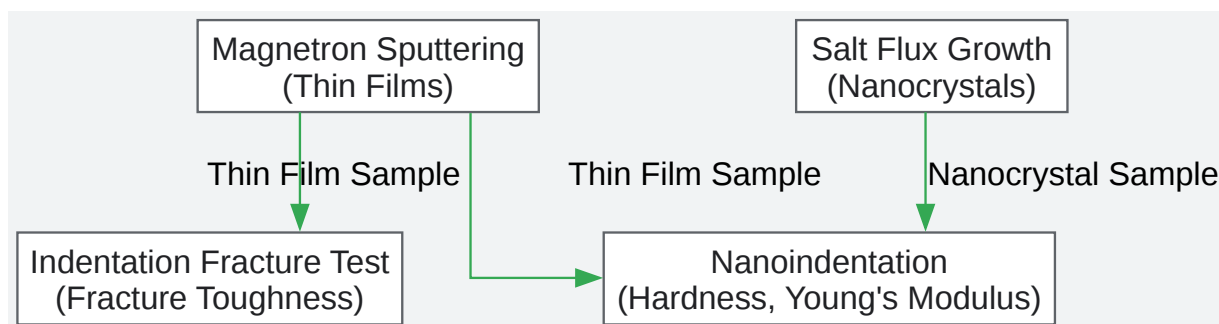 Magnetron Sputtering
(Thin Films)
Salt Flux Growth
(Nanocrystals)
Thin Film Sample
Thin Film Sample
Nanocrystal Sample
Indentation Fracture Test
(Fracture Toughness)
Nanoindentation
(Hardness, Young's Modulus)